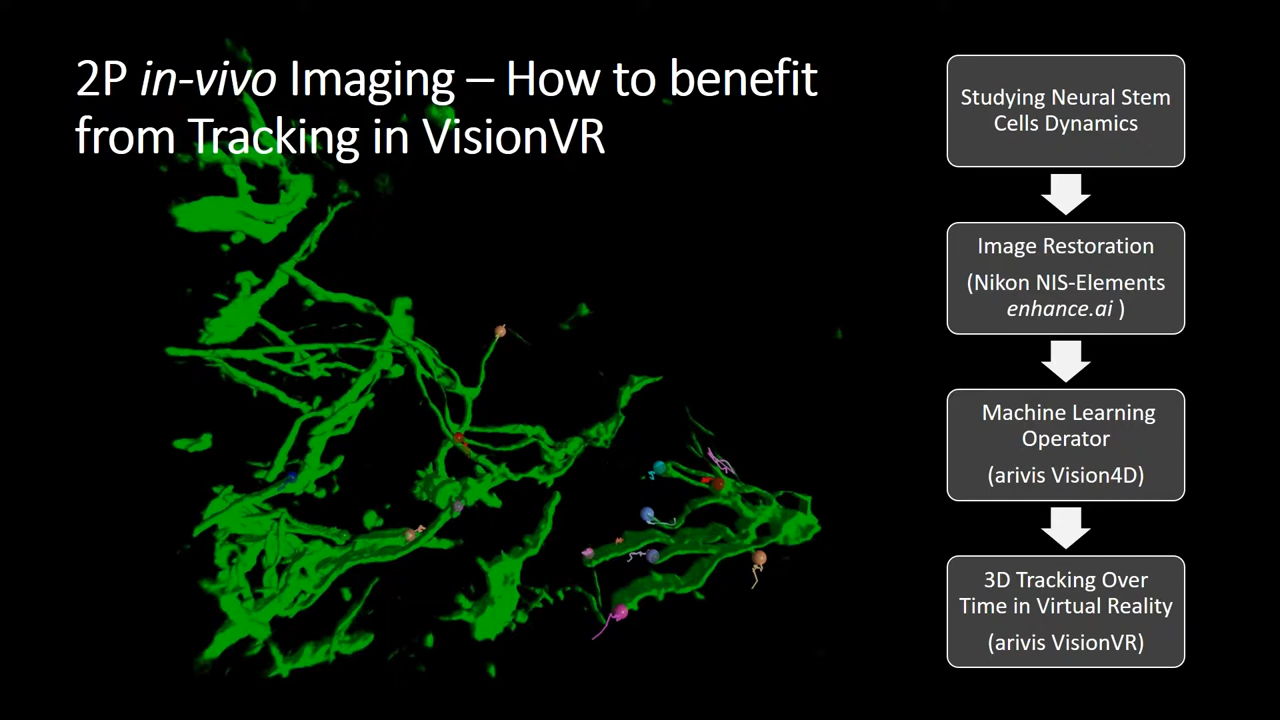 2P in-vivo Imaging – How to benefit
from Tracking in VisionVR
Studying Neural Stem
Cells Dynamics
Image Restoration
(Nikon NIS-Elements
enhance.ai )
Machine Learning
Operator
(arivis Vision4D)
3D Tracking Over
Time in Virtual Reality
(arivis VisionVR)